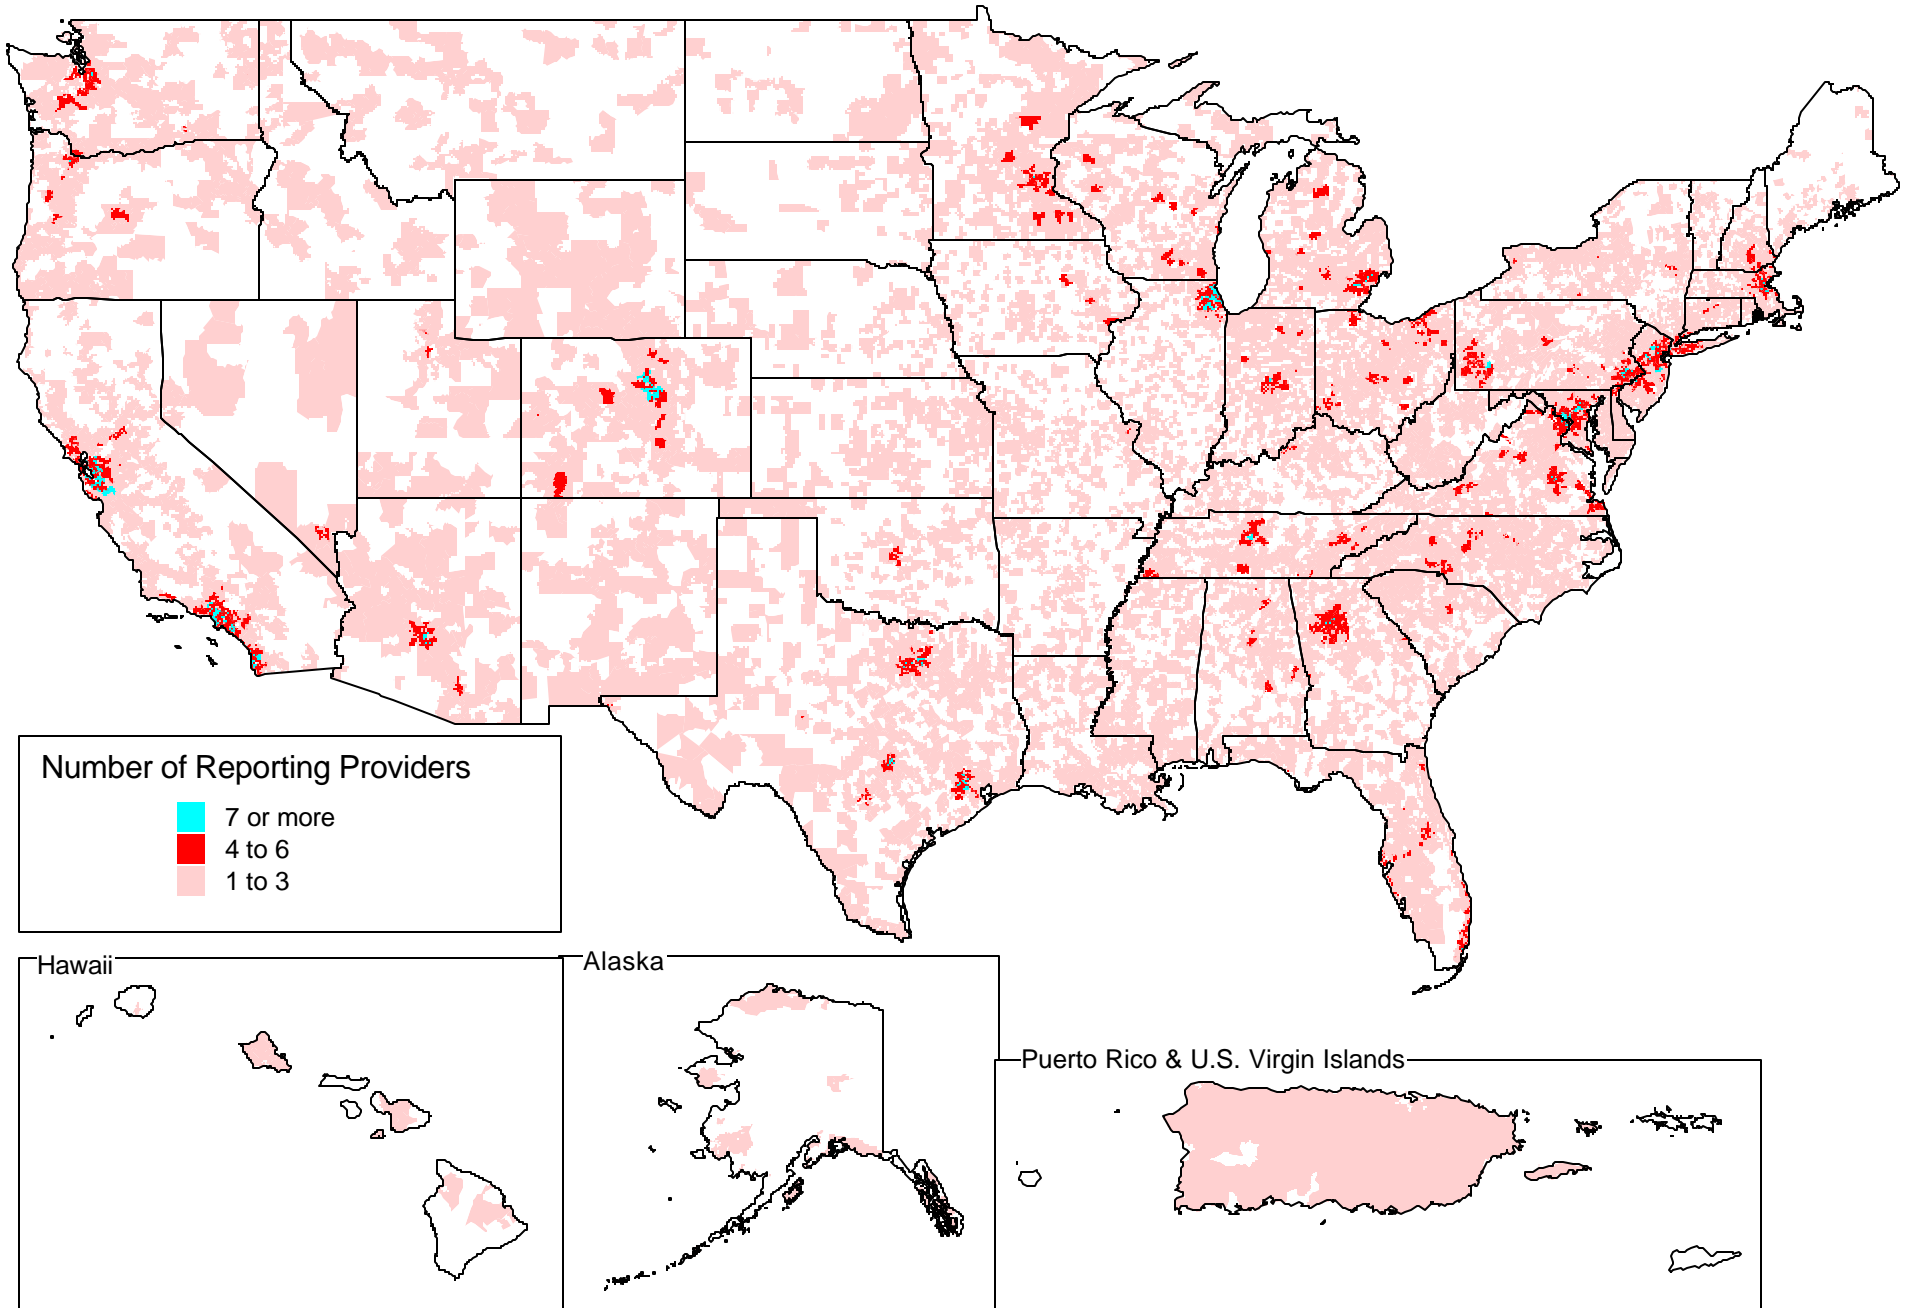 Number of Reporting Providers
7 or more
4 to 6
1 to 3
Hawaii
Alaska
Puerto Rico & U.S. Virgin Islands